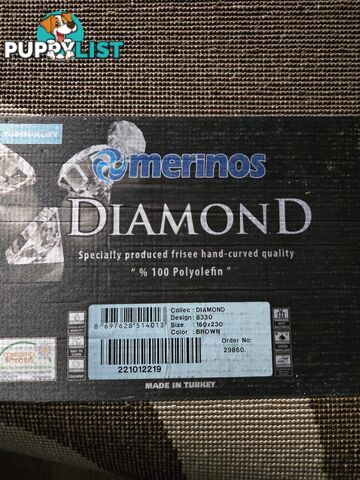 PUPPYLIST
merinos
DIAMOND
Specially produced frisee hand-curved quality
" % 100 Polyolefin "
Collec : DIAMOND
Design : 8330
Size : 160x230
Color : BROWN
8 697628 514013
Order No:
29860.
221012219
MADE IN TURKEY